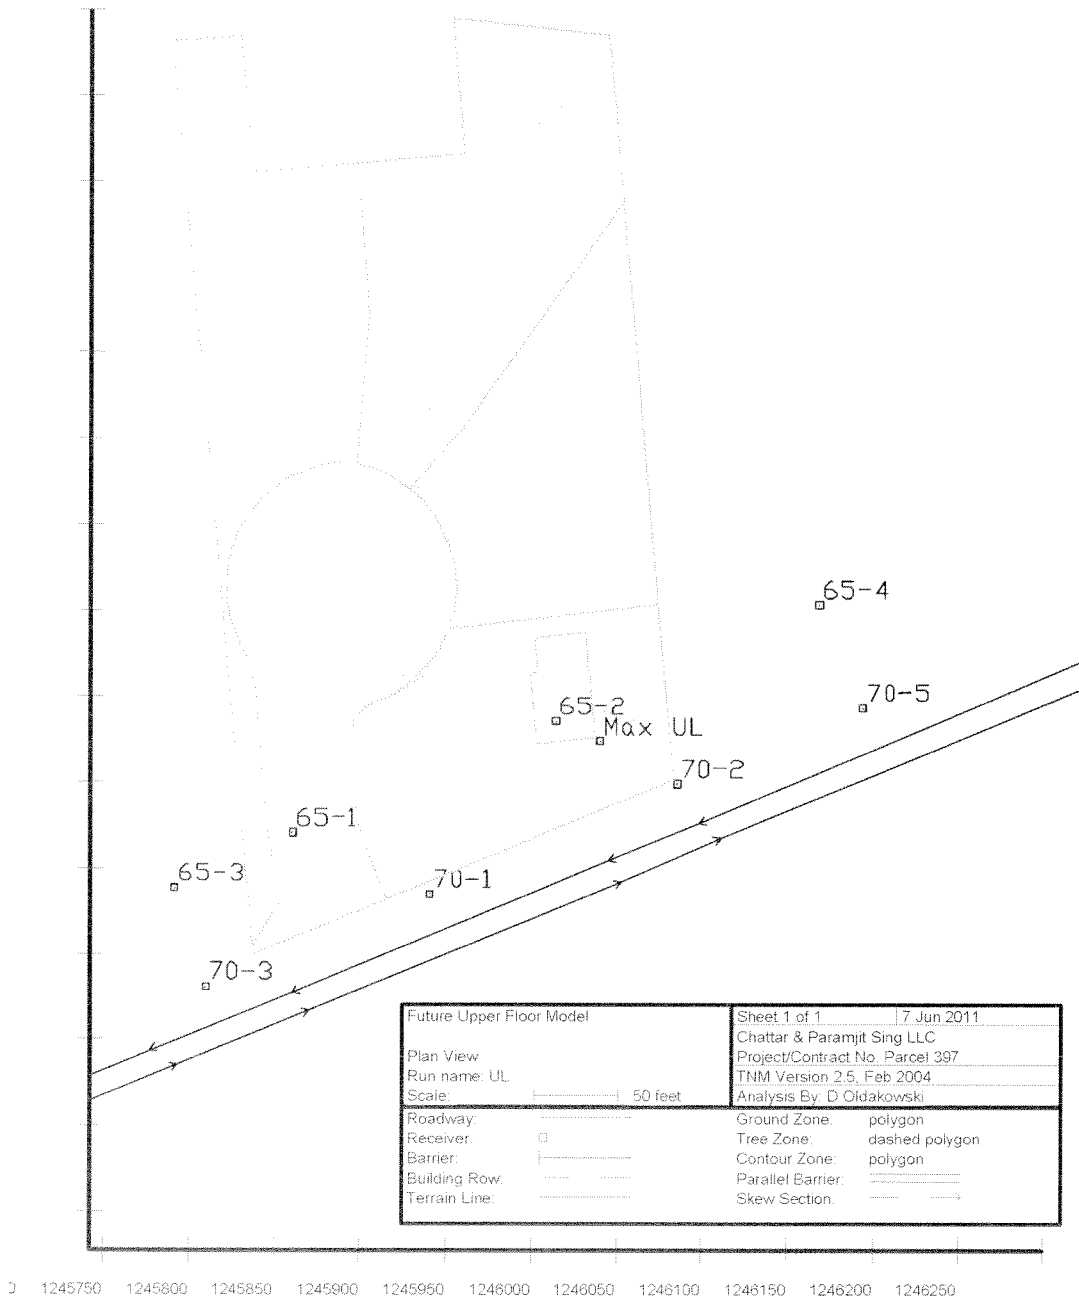 65-4
70-5
65-2
Max UL
70-2
65-1
65-3
70-1
70-3
Future Upper Floor Model
Plan View
Run name: UL
Scale: 50 feet
Sheet 1 of 1 7 Jun 2011
Chattar & Paramjit Sing LLC
Project/Contract No. Parcel 397
TNM Version 2.5, Feb 2004
Analysis By: D Oldakowski
Roadway:
Receiver:
Barrier:
Building Row:
Terrain Line:
Ground Zone: polygon
Tree Zone: dashed polygon
Contour Zone: polygon
Parallel Barrier:
Skew Section:
1245750 1245800 1245850 1245900 1245950 1246000 1246050 1246100 1246150 1246200 1246250